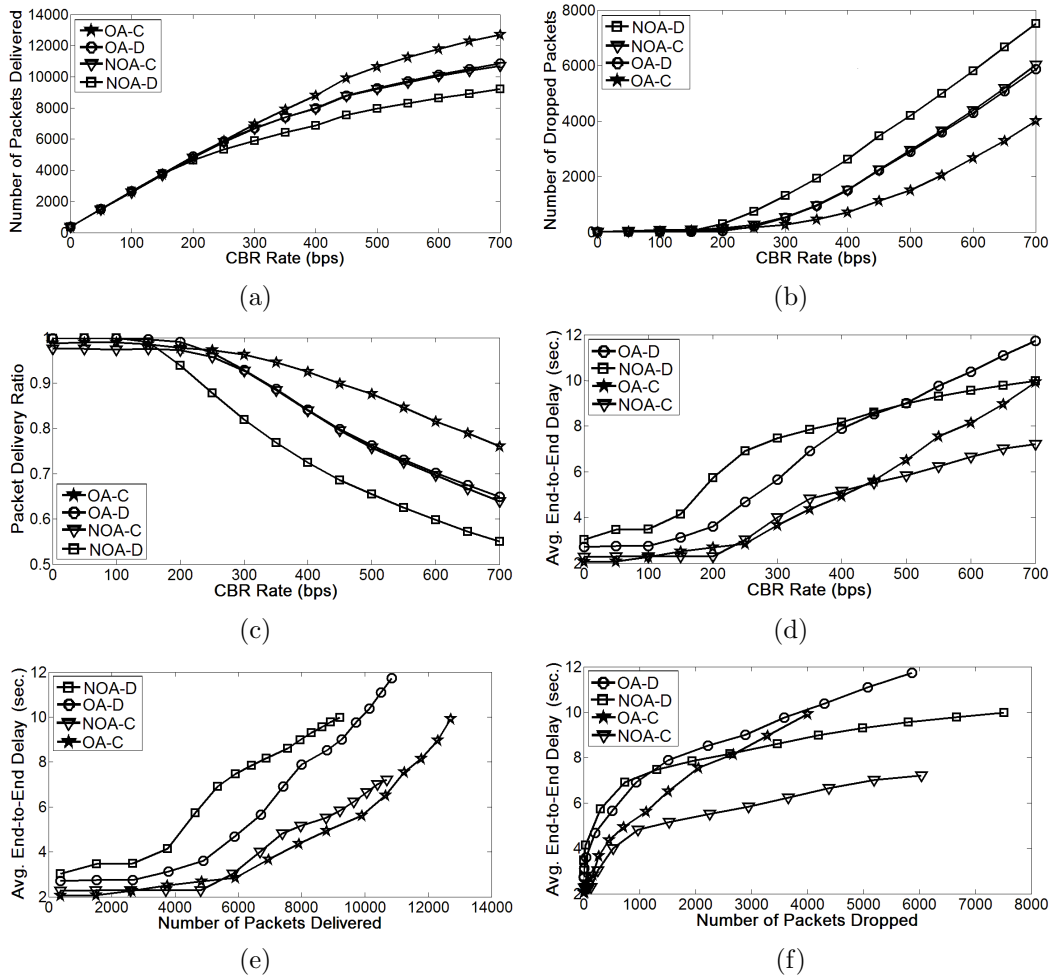 14000
12000
10000
8000
6000
4000
2000
0
Number of Packets Delivered
OA-C
OA-D
NOA-C
NOA-D
0 100 200 300 400 500 600 700
CBR Rate (bps)
(a)
8000
6000
4000
2000
0
Number of Dropped Packets
NOA-D
NOA-C
OA-D
OA-C
0 100 200 300 400 500 600 700
CBR Rate (bps)
(b)
1
0.9
0.8
0.7
0.6
0.5
Packet Delivery Ratio
OA-C
OA-D
NOA-C
NOA-D
0 100 200 300 400 500 600 700
CBR Rate (bps)
(c)
12
10
8
6
4
2
Avg. End-to-End Delay (sec.)
OA-D
NOA-D
OA-C
NOA-C
0 100 200 300 400 500 600 700
CBR Rate (bps)
(d)
12
10
8
6
4
2
Avg. End-to-End Delay (sec.)
NOA-D
OA-D
NOA-C
OA-C
0 2000 4000 6000 8000 10000 12000 14000
Number of Packets Delivered
(e)
12
10
8
6
4
2
Avg. End-to-End Delay (sec.)
OA-D
NOA-D
OA-C
NOA-C
0 1000 2000 3000 4000 5000 6000 7000 8000
Number of Packets Dropped
(f)